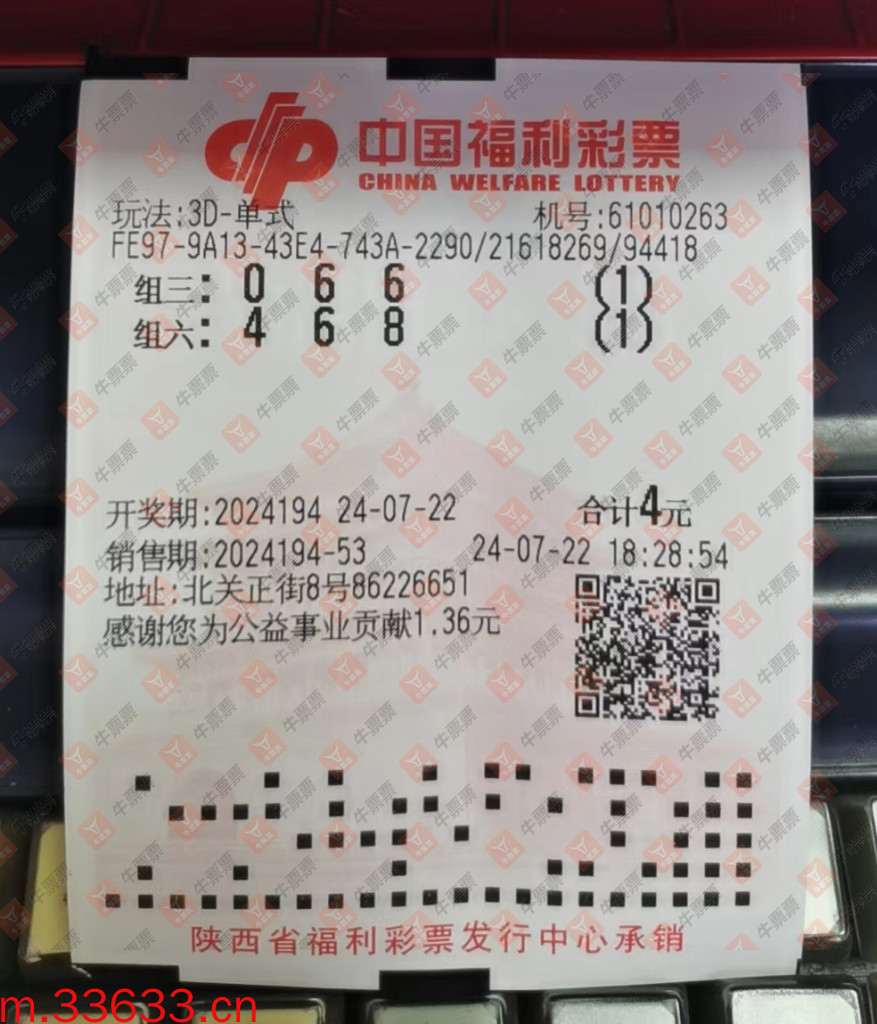 中国福利彩票
CHINA WELFARE LOTTERY
玩法:3D-单式 机号:61010263
FE97-9A13-43E4-743A-2290/21618269/94418
组三: 0 6 6 (1)
组六: 4 6 8 (1)
开奖期:2024194 24-07-22 合计4元
销售期:2024194-53 24-07-22 18:28:54
地址:北关正街8号86226651
感谢您为公益事业贡献1.36元
陕西省福利彩票发行中心承销
m.33633.cn
牛票票